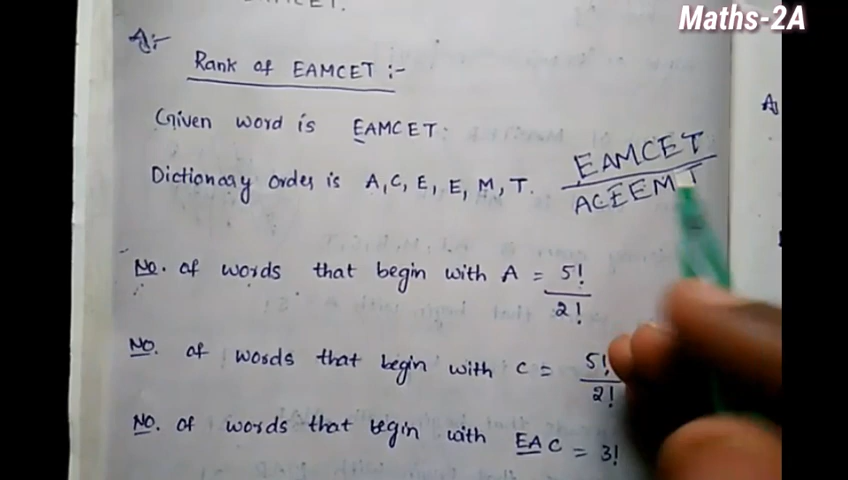 Maths-2A
A:-
Rank of EAMCET :-
Given word is EAMCET.
Dictionary order is A, C, E, E, M, T.
EAMCET
ACEEMT
No. of words that begin with A = 5!/2!
No. of words that begin with C = 5!/2!
No. of words that begin with EAC = 3!